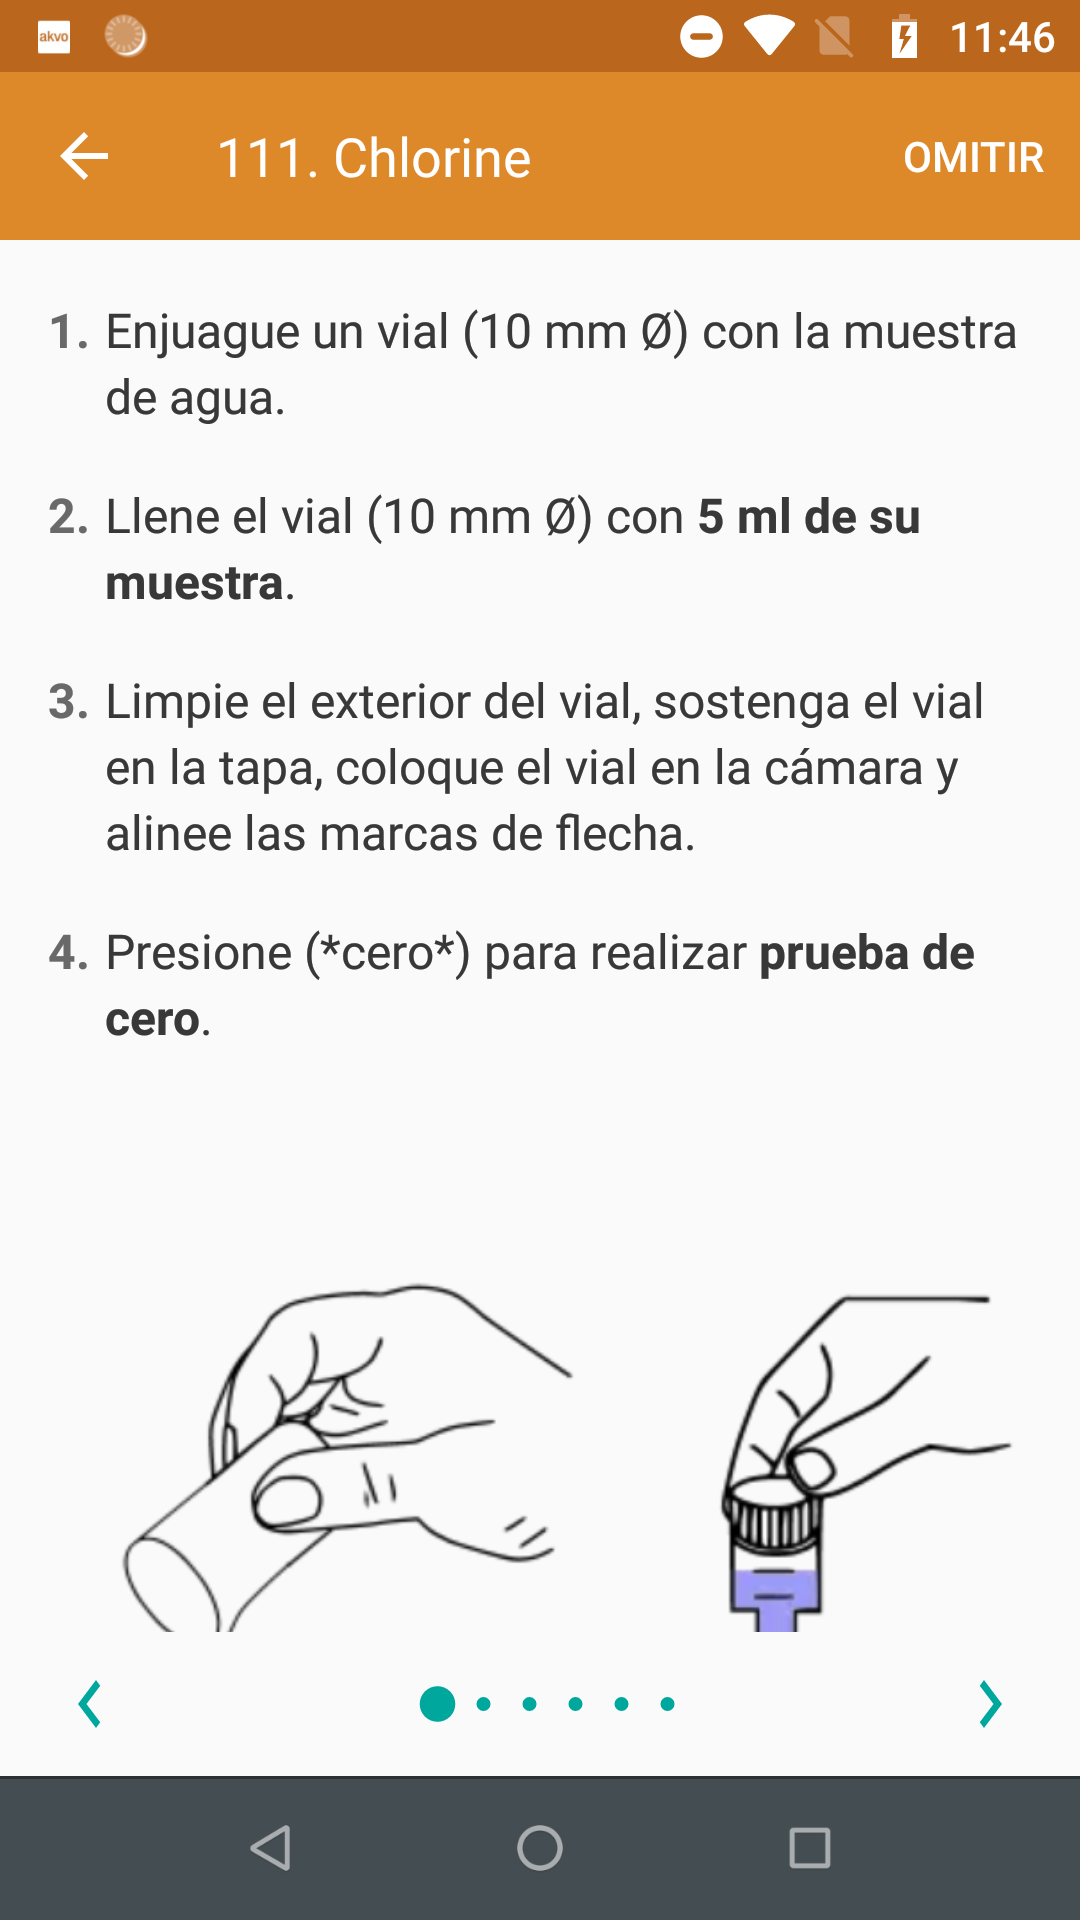 akvo
11:46
111. Chlorine
OMITIR
1. Enjuague un vial (10 mm Ø) con la muestra
de agua.
2. Llene el vial (10 mm Ø) con 5 ml de su
muestra.
3. Limpie el exterior del vial, sostenga el vial
en la tapa, coloque el vial en la cámara y
alinee las marcas de flecha.
4. Presione (*cero*) para realizar prueba de
cero.